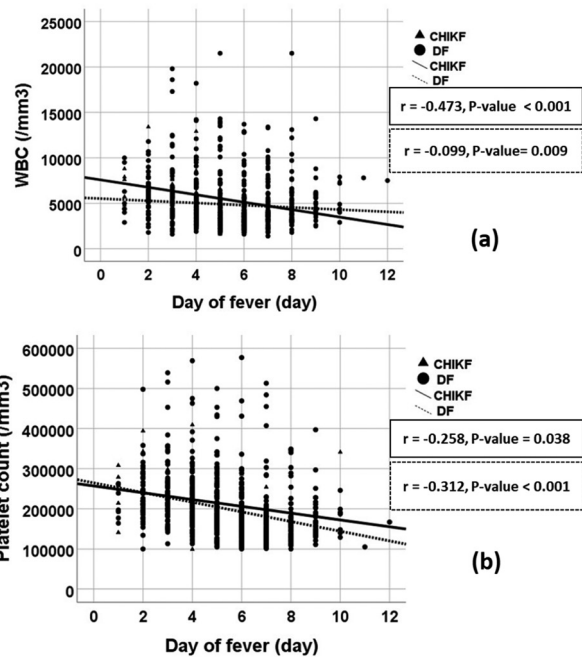 25000
20000
15000
10000
5000
0
WBC (/mm3)
0 2 4 6 8 10 12
Day of fever (day)
CHIKF
DF
CHIKF
DF
r = -0.473, P-value < 0.001
r = -0.099, P-value= 0.009
(a)
600000
500000
400000
300000
200000
100000
0
Platelet count (/mm3)
0 2 4 6 8 10 12
Day of fever (day)
CHIKF
DF
CHIKF
DF
r = -0.258, P-value = 0.038
r = -0.312, P-value < 0.001
(b)